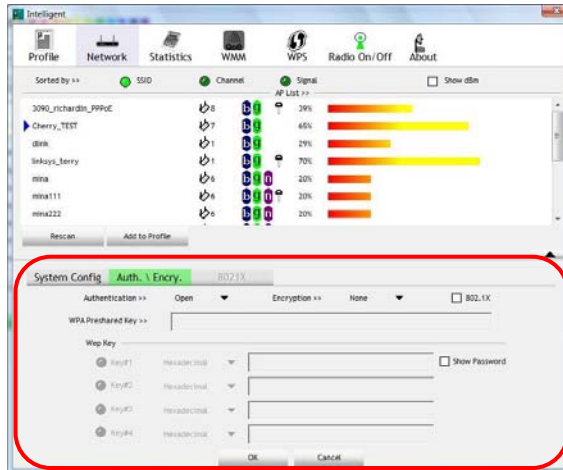 Intelligent
Profile Network Statistics WMM WPS Radio On/Off About
Sorted by >> SSID Channel Signal Show dBm
AP List >>
3090_richardin_PPPoE 8 b g 39%
Cherry_TEST 7 b g 65%
dlink 1 b g 29%
linksys_terry 1 b g 70%
mina 6 b g n 20%
mina111 6 b g n 20%
mina222 6 b g n 20%
Rescan Add to Profile
System Config Auth. \ Encry. 8021X
Authentication >> Open Encryption >> None 802.1X
WPA Preshared Key >>
Wep Key
Key#1 Hexadecimal Show Password
Key#2 Hexadecimal
Key#3 Hexadecimal
Key#4 Hexadecimal
OK Cancel